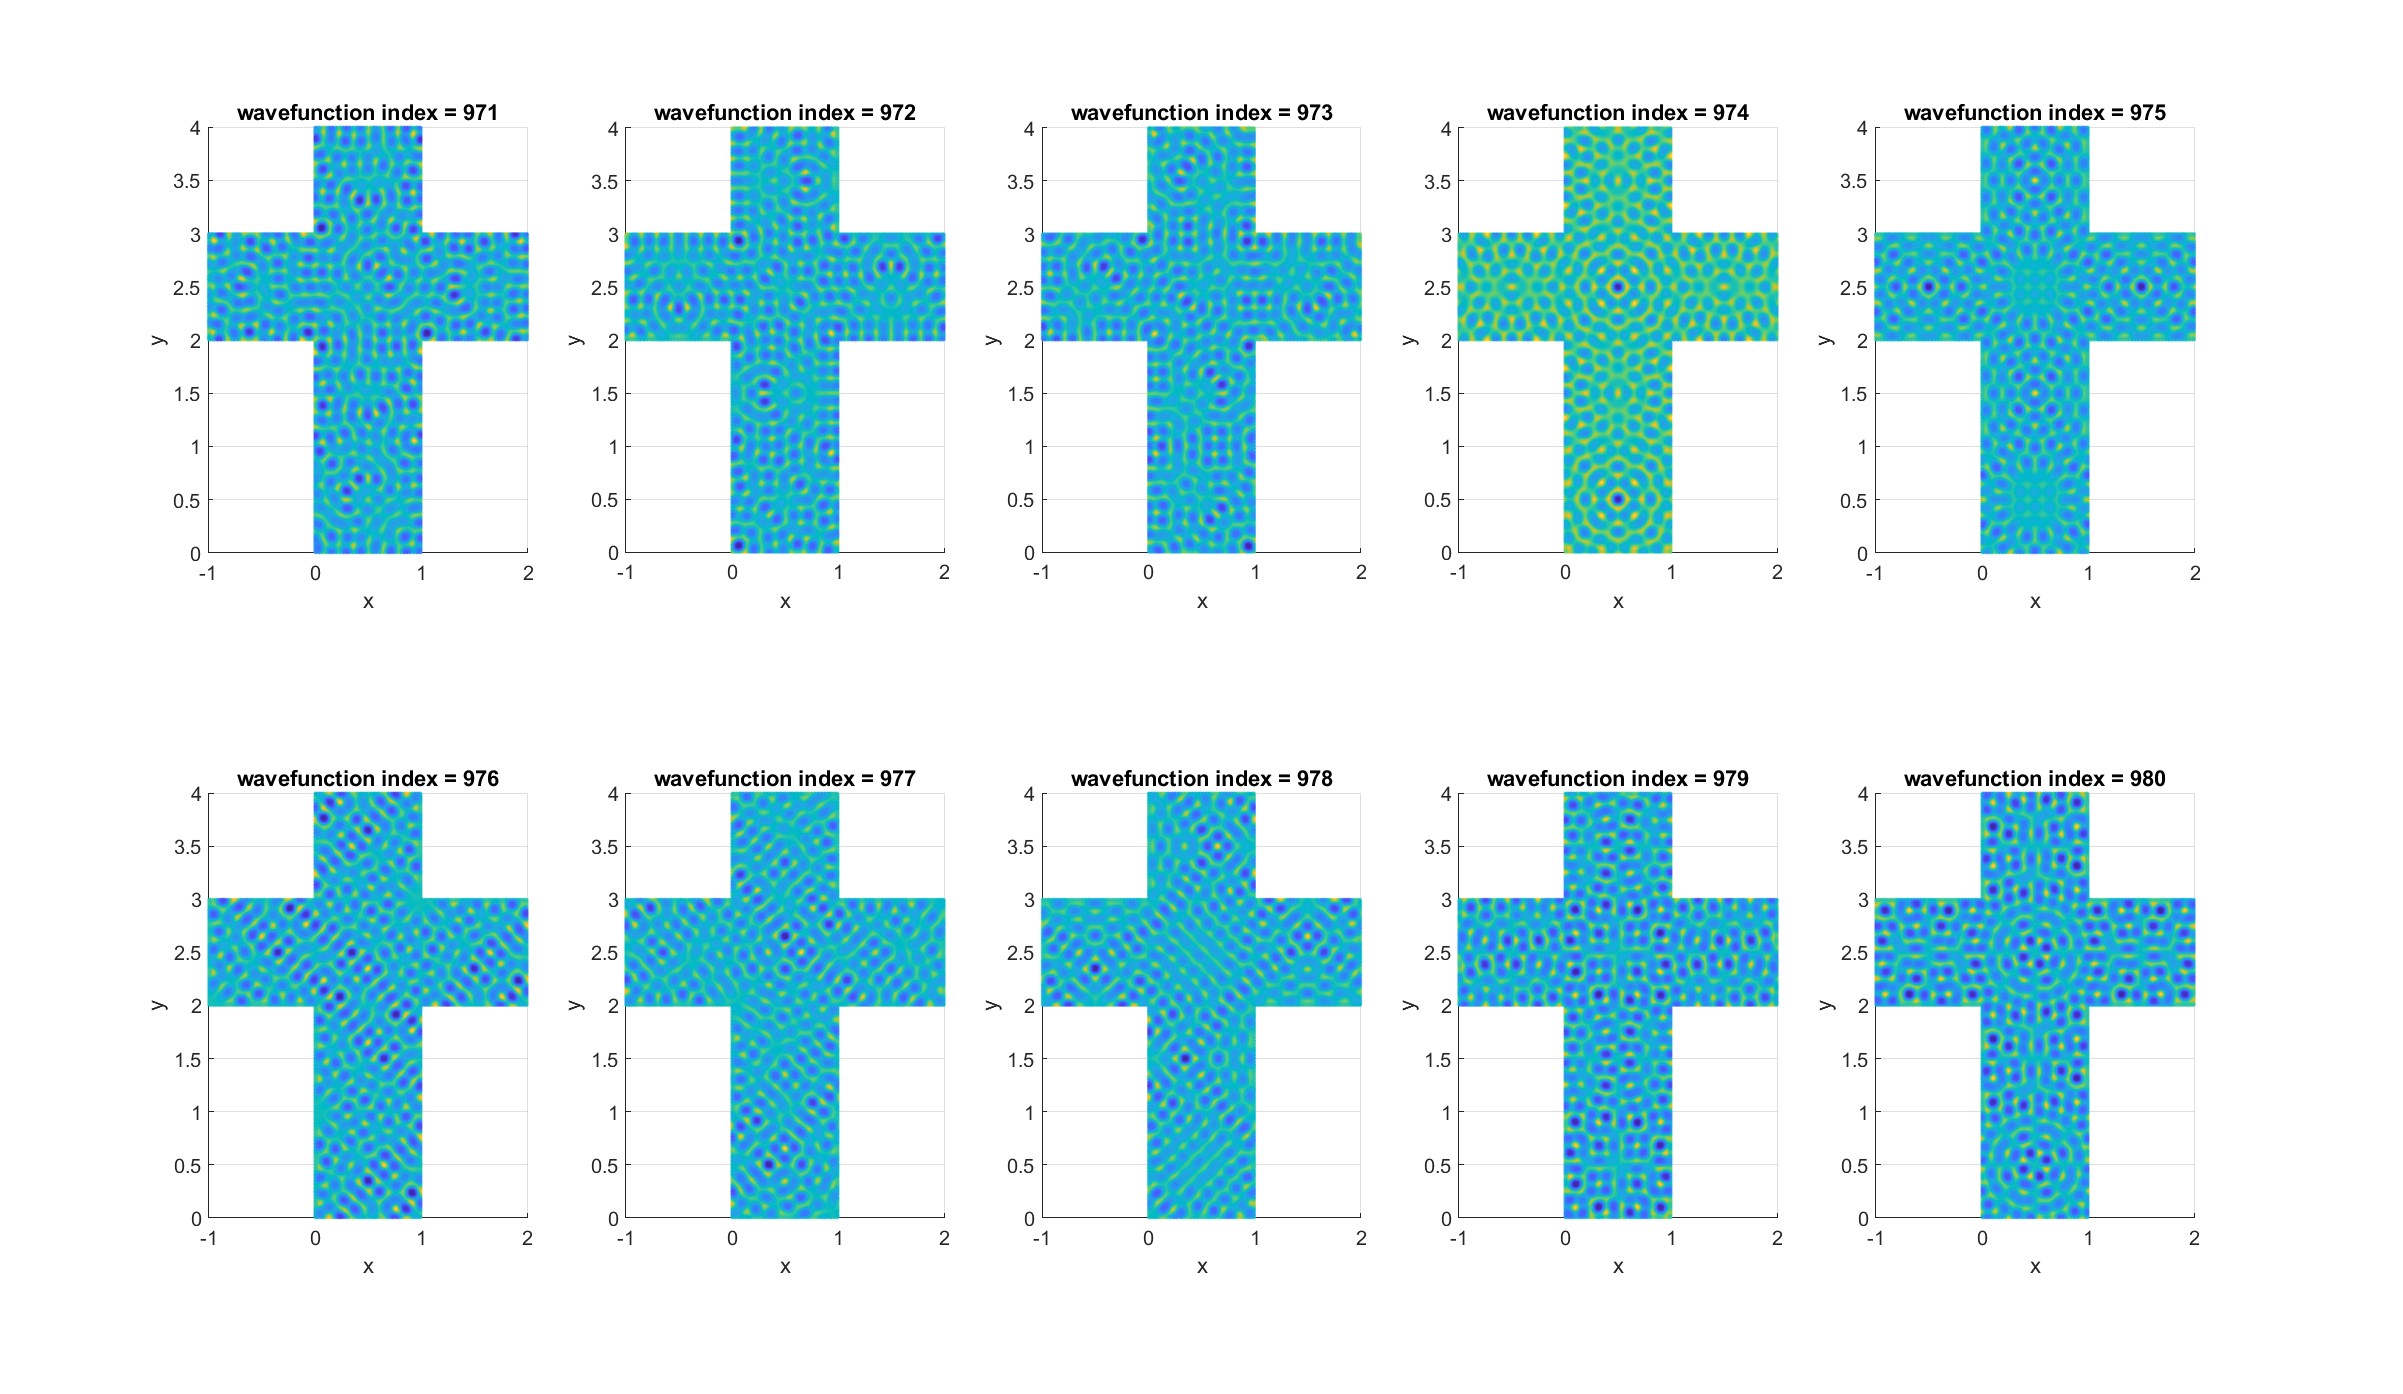 wavefunction index = 971
wavefunction index = 972
wavefunction index = 973
wavefunction index = 974
wavefunction index = 975
4 4 4 4 4
3.5 3.5 3.5 3.5 3.5
3 3 3 3 3
2.5 2.5 2.5 2.5 2.5
y y y y y
2 2 2 2 2
1.5 1.5 1.5 1.5 1.5
1 1 1 1 1
0.5 0.5 0.5 0.5 0.5
0 0 0 0 0
-1 0 1 2 -1 0 1 2 -1 0 1 2 -1 0 1 2 -1 0 1 2
x x x x x
wavefunction index = 976
wavefunction index = 977
wavefunction index = 978
wavefunction index = 979
wavefunction index = 980
4 4 4 4 4
3.5 3.5 3.5 3.5 3.5
3 3 3 3 3
2.5 2.5 2.5 2.5 2.5
y y y y y
2 2 2 2 2
1.5 1.5 1.5 1.5 1.5
1 1 1 1 1
0.5 0.5 0.5 0.5 0.5
0 0 0 0 0
-1 0 1 2 -1 0 1 2 -1 0 1 2 -1 0 1 2 -1 0 1 2
x x x x x